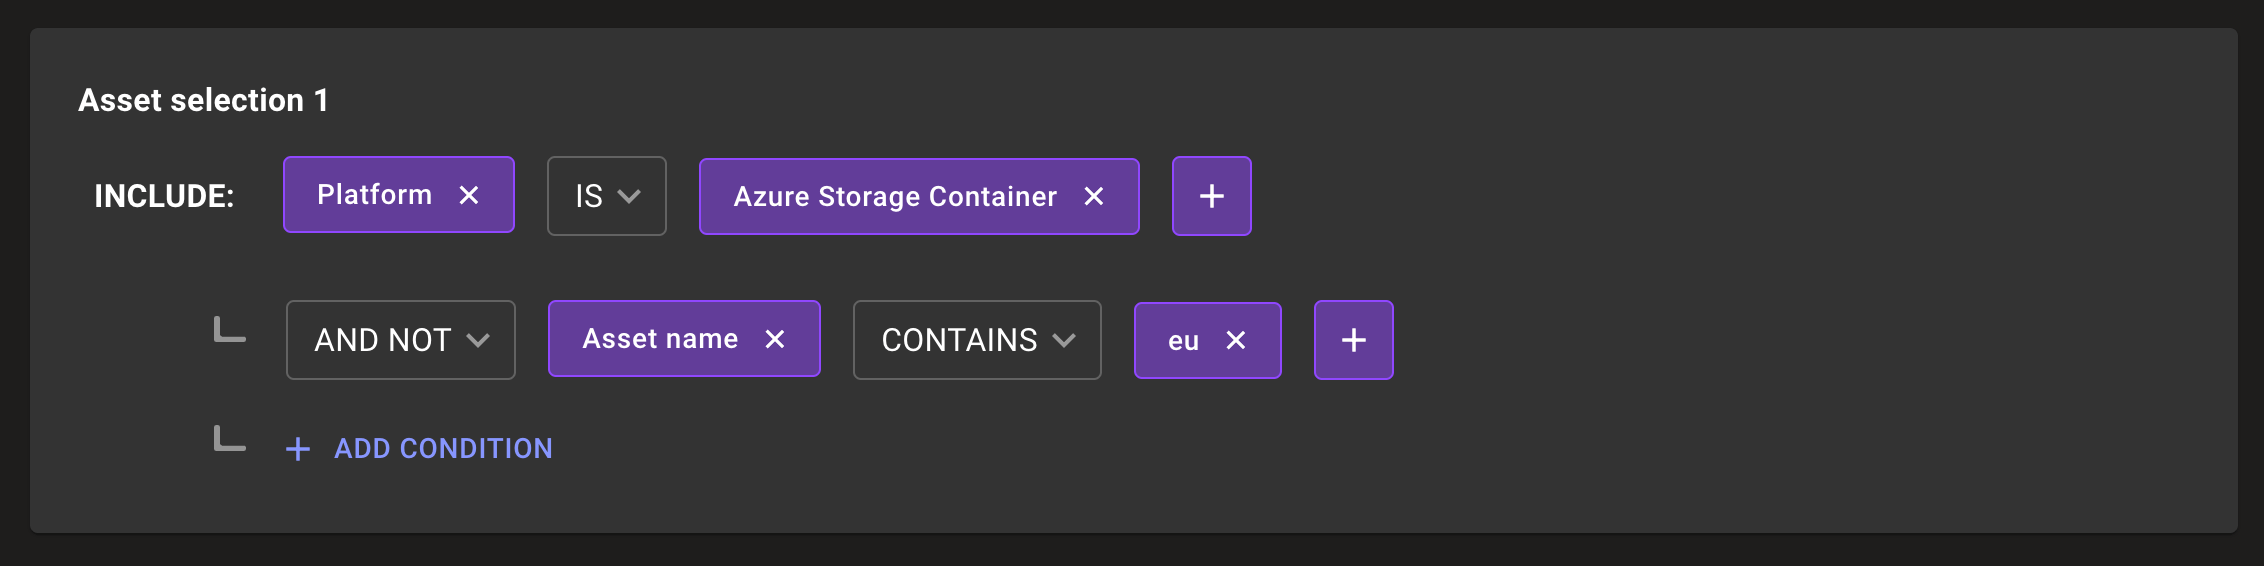 Asset selection 1
INCLUDE: Platform IS Azure Storage Container
AND NOT Asset name CONTAINS eu
ADD CONDITION